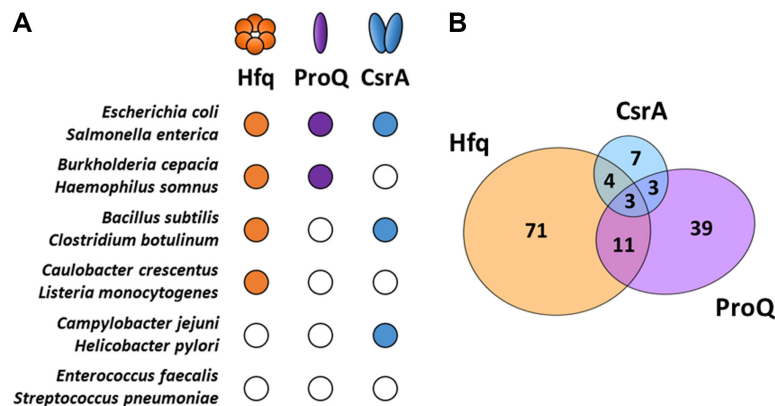 A
Hfq ProQ CsrA
Escherichia coli
Salmonella enterica
Burkholderia cepacia
Haemophilus somnus
Bacillus subtilis
Clostridium botulinum
Caulobacter crescentus
Listeria monocytogenes
Campylobacter jejuni
Helicobacter pylori
Enterococcus faecalis
Streptococcus pneumoniae
B
CsrA
Hfq
7
4 3
3
71 39
11
ProQ